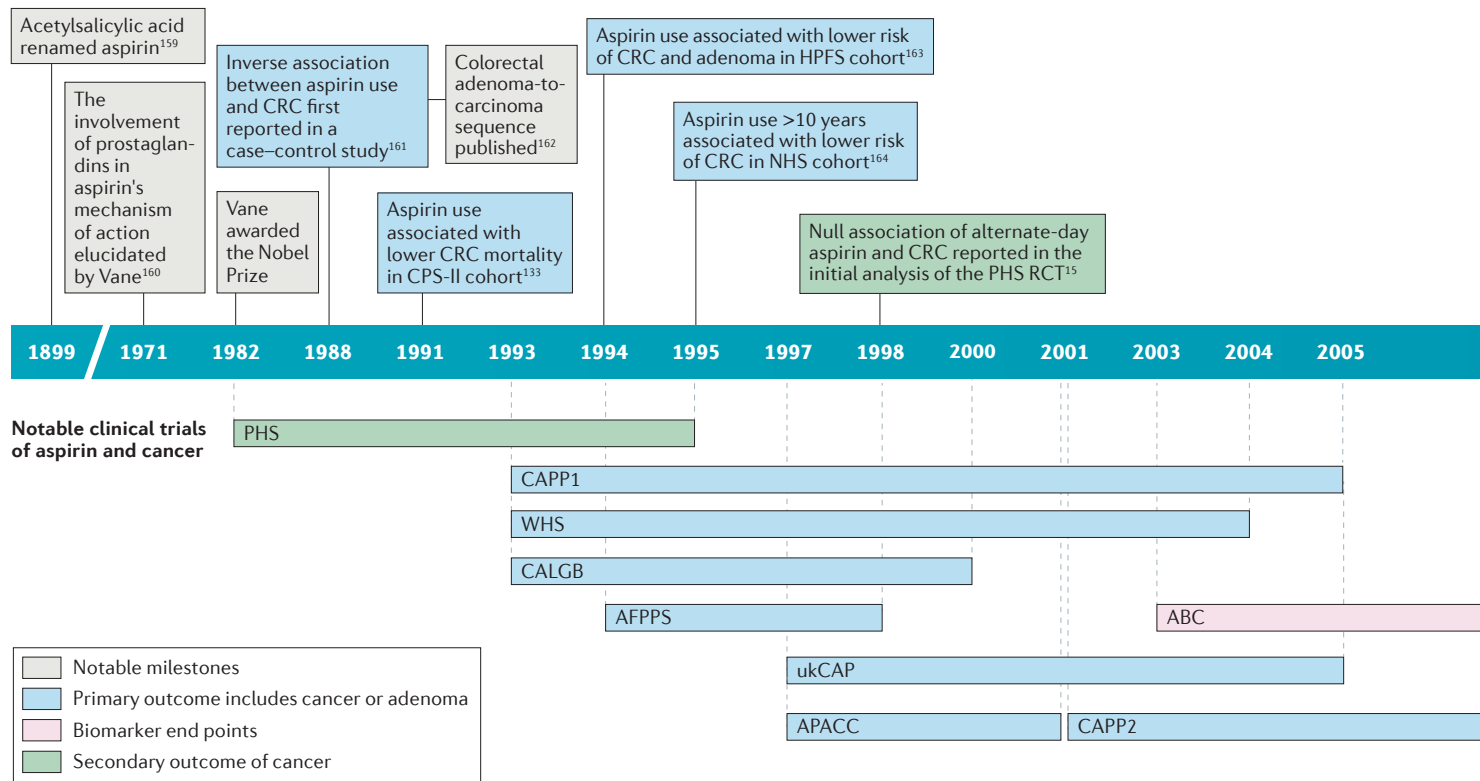 Acetylsalicylic acid
renamed aspirin159
The
involvement
of prostaglan-
dins in
aspirin's
mechanism
of action
elucidated
by Vane160
Vane
awarded
the Nobel
Prize
Inverse association
between aspirin use
and CRC first
reported in a
case–control study161
Colorectal
adenoma-to-
carcinoma
sequence
published162
Aspirin use
associated with
lower CRC mortality
in CPS-II cohort133
Aspirin use associated with lower risk
of CRC and adenoma in HPFS cohort163
Aspirin use >10 years
associated with lower risk
of CRC in NHS cohort164
Null association of alternate-day
aspirin and CRC reported in the
initial analysis of the PHS RCT15
1899 1971 1982 1988 1991 1993 1994 1995 1997 1998 2000 2001 2003 2004 2005
Notable clinical trials
of aspirin and cancer
PHS
CAPP1
WHS
CALGB
AFPPS
ABC
ukCAP
APACC
CAPP2
Notable milestones
Primary outcome includes cancer or adenoma
Biomarker end points
Secondary outcome of cancer